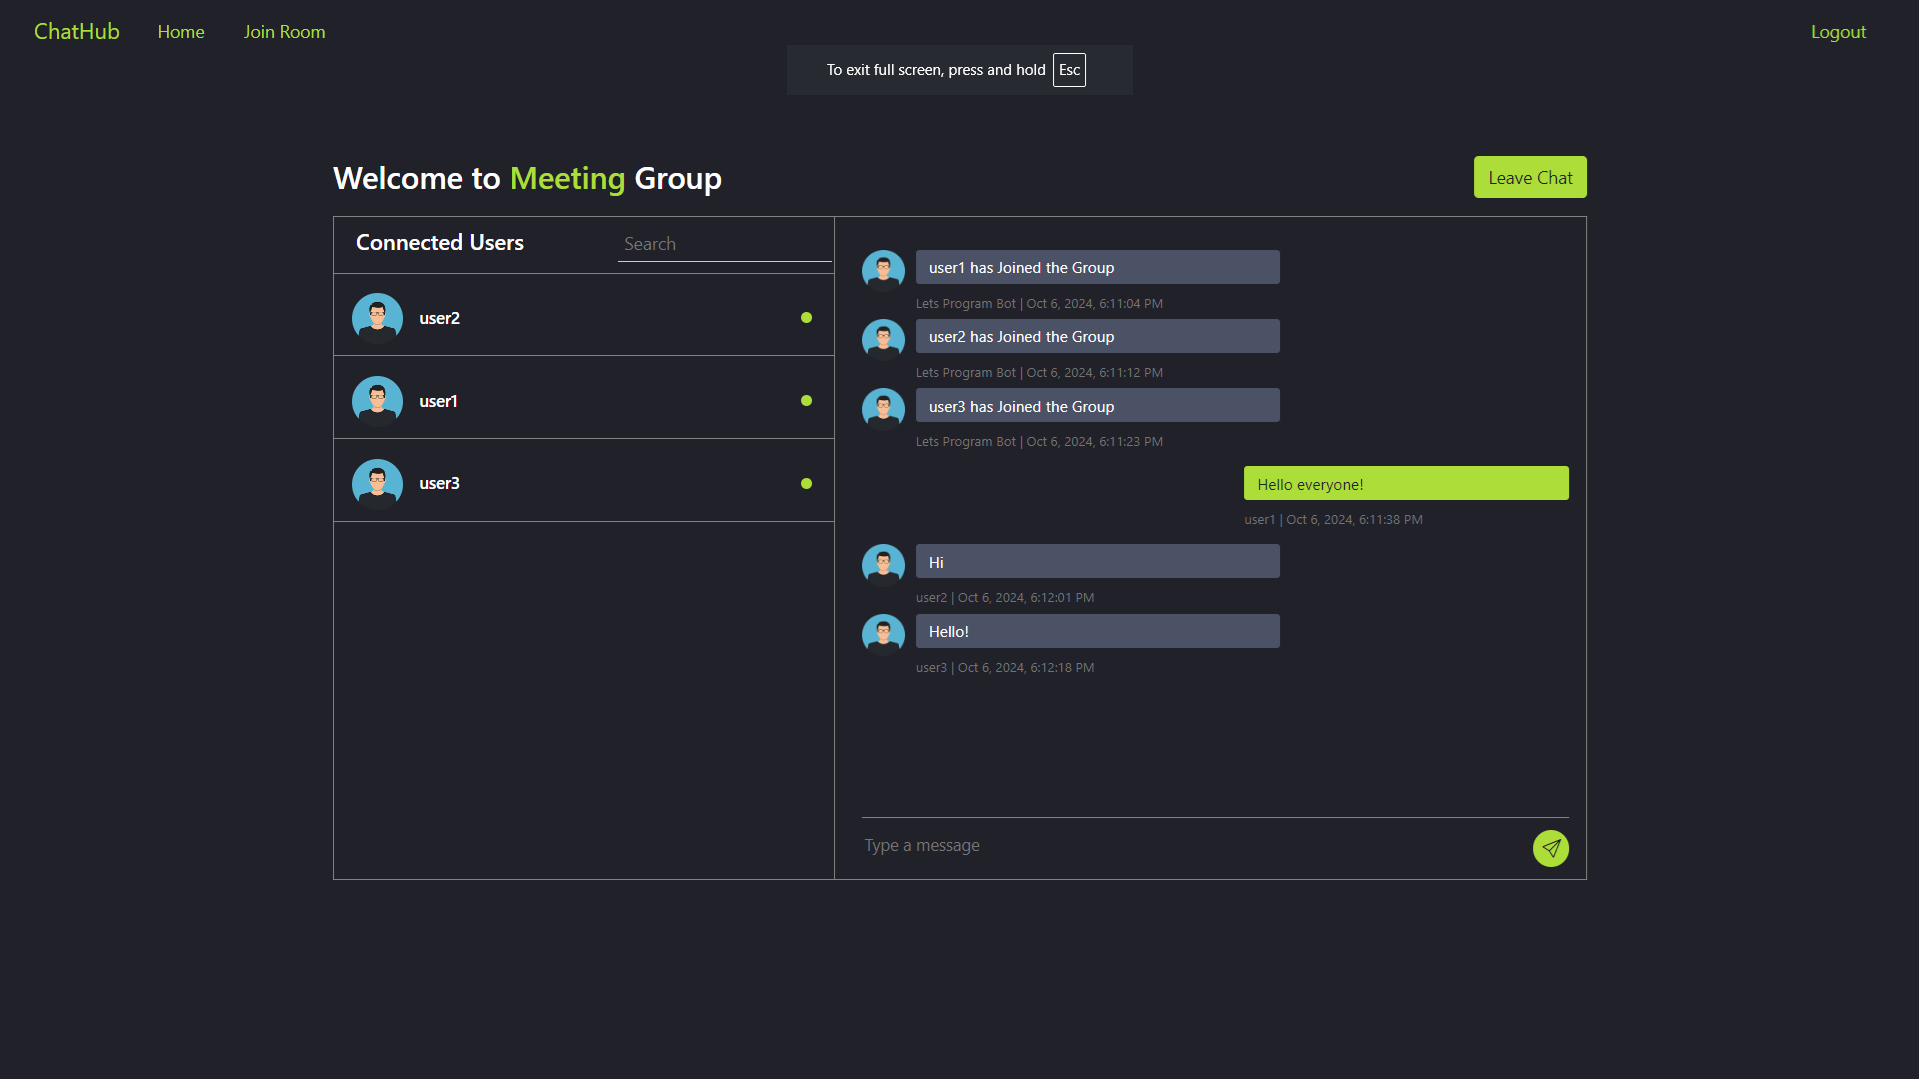 ChatHub Home Join Room Logout
To exit full screen, press and hold Esc
Welcome to Meeting Group
Leave Chat
Connected Users
Search
user2
user1
user3
user1 has Joined the Group
Lets Program Bot | Oct 6, 2024, 6:11:04 PM
user2 has Joined the Group
Lets Program Bot | Oct 6, 2024, 6:11:12 PM
user3 has Joined the Group
Lets Program Bot | Oct 6, 2024, 6:11:23 PM
Hello everyone!
user1 | Oct 6, 2024, 6:11:38 PM
Hi
user2 | Oct 6, 2024, 6:12:01 PM
Hello!
user3 | Oct 6, 2024, 6:12:18 PM
Type a message